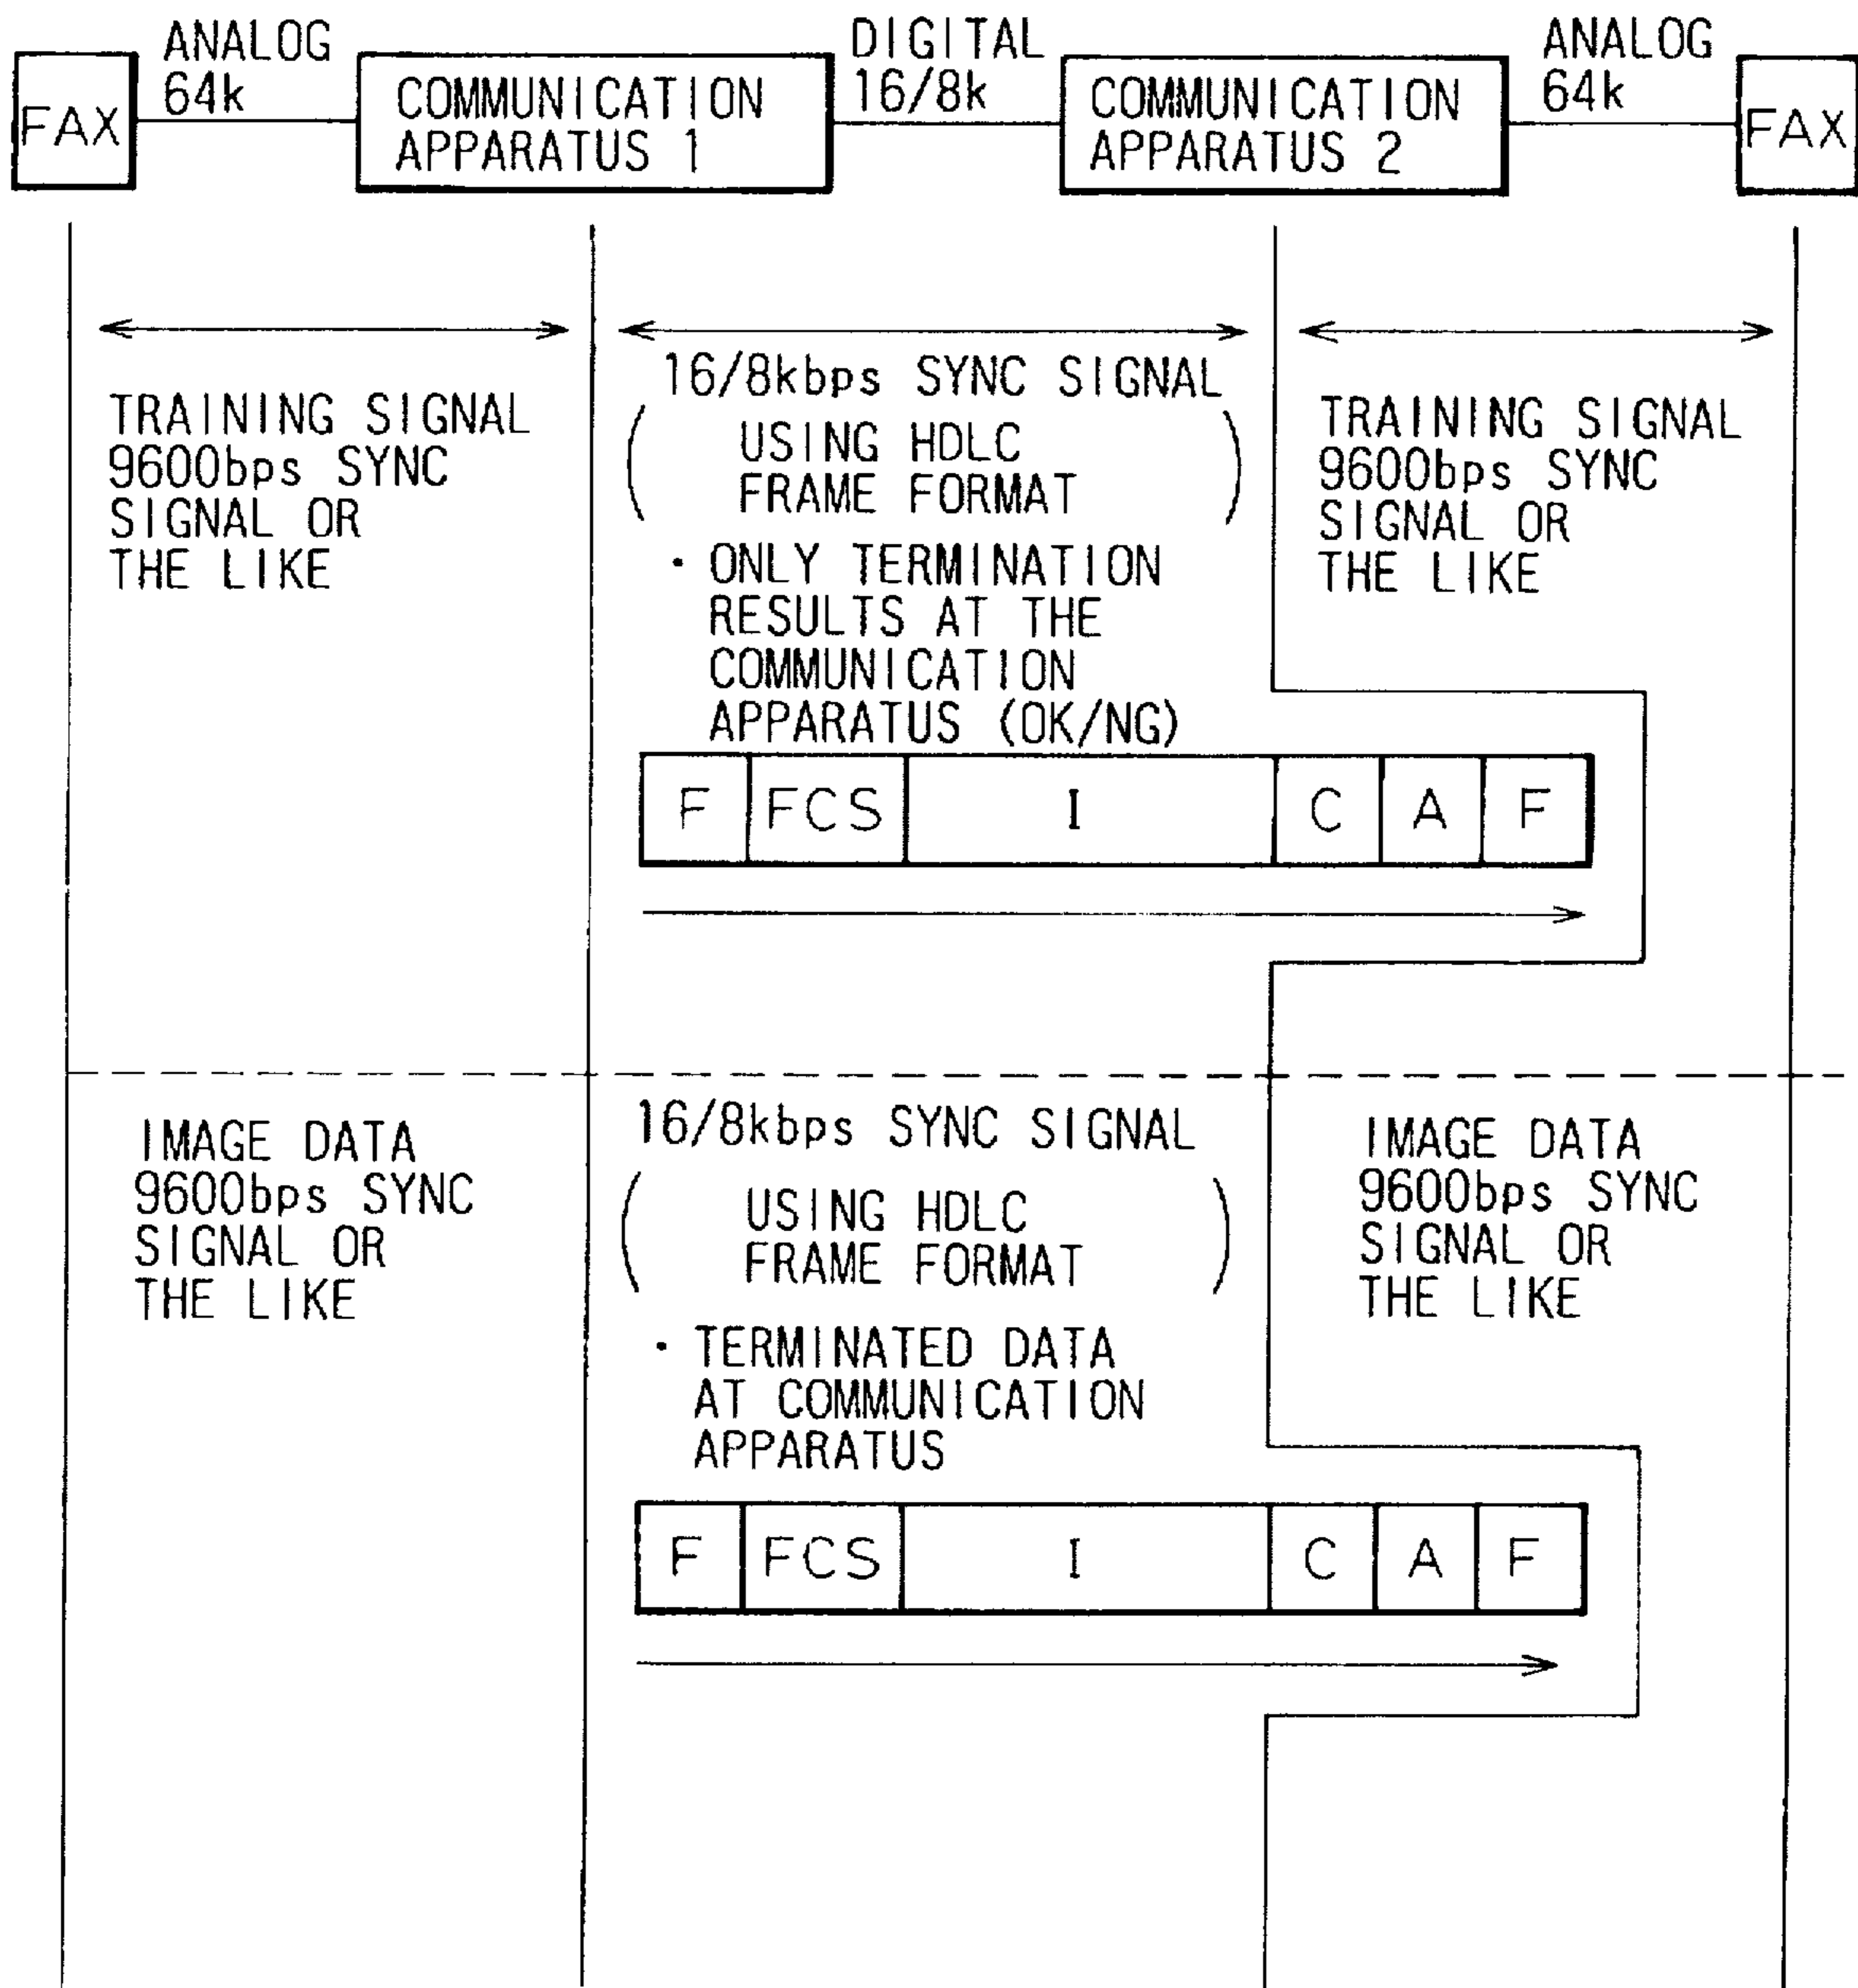 FAX
ANALOG
64k
COMMUNICATION
APPARATUS 1
DIGITAL
16/8k
COMMUNICATION
APPARATUS 2
ANALOG
64k
FAX
TRAINING SIGNAL
9600bps SYNC
SIGNAL OR
THE LIKE
16/8kbps SYNC SIGNAL
( USING HDLC
FRAME FORMAT )
· ONLY TERMINATION
RESULTS AT THE
COMMUNICATION
APPARATUS (OK/NG)
TRAINING SIGNAL
9600bps SYNC
SIGNAL OR
THE LIKE
F FCS I C A F
IMAGE DATA
9600bps SYNC
SIGNAL OR
THE LIKE
16/8kbps SYNC SIGNAL
( USING HDLC
FRAME FORMAT )
· TERMINATED DATA
AT COMMUNICATION
APPARATUS
IMAGE DATA
9600bps SYNC
SIGNAL OR
THE LIKE
F FCS I C A F